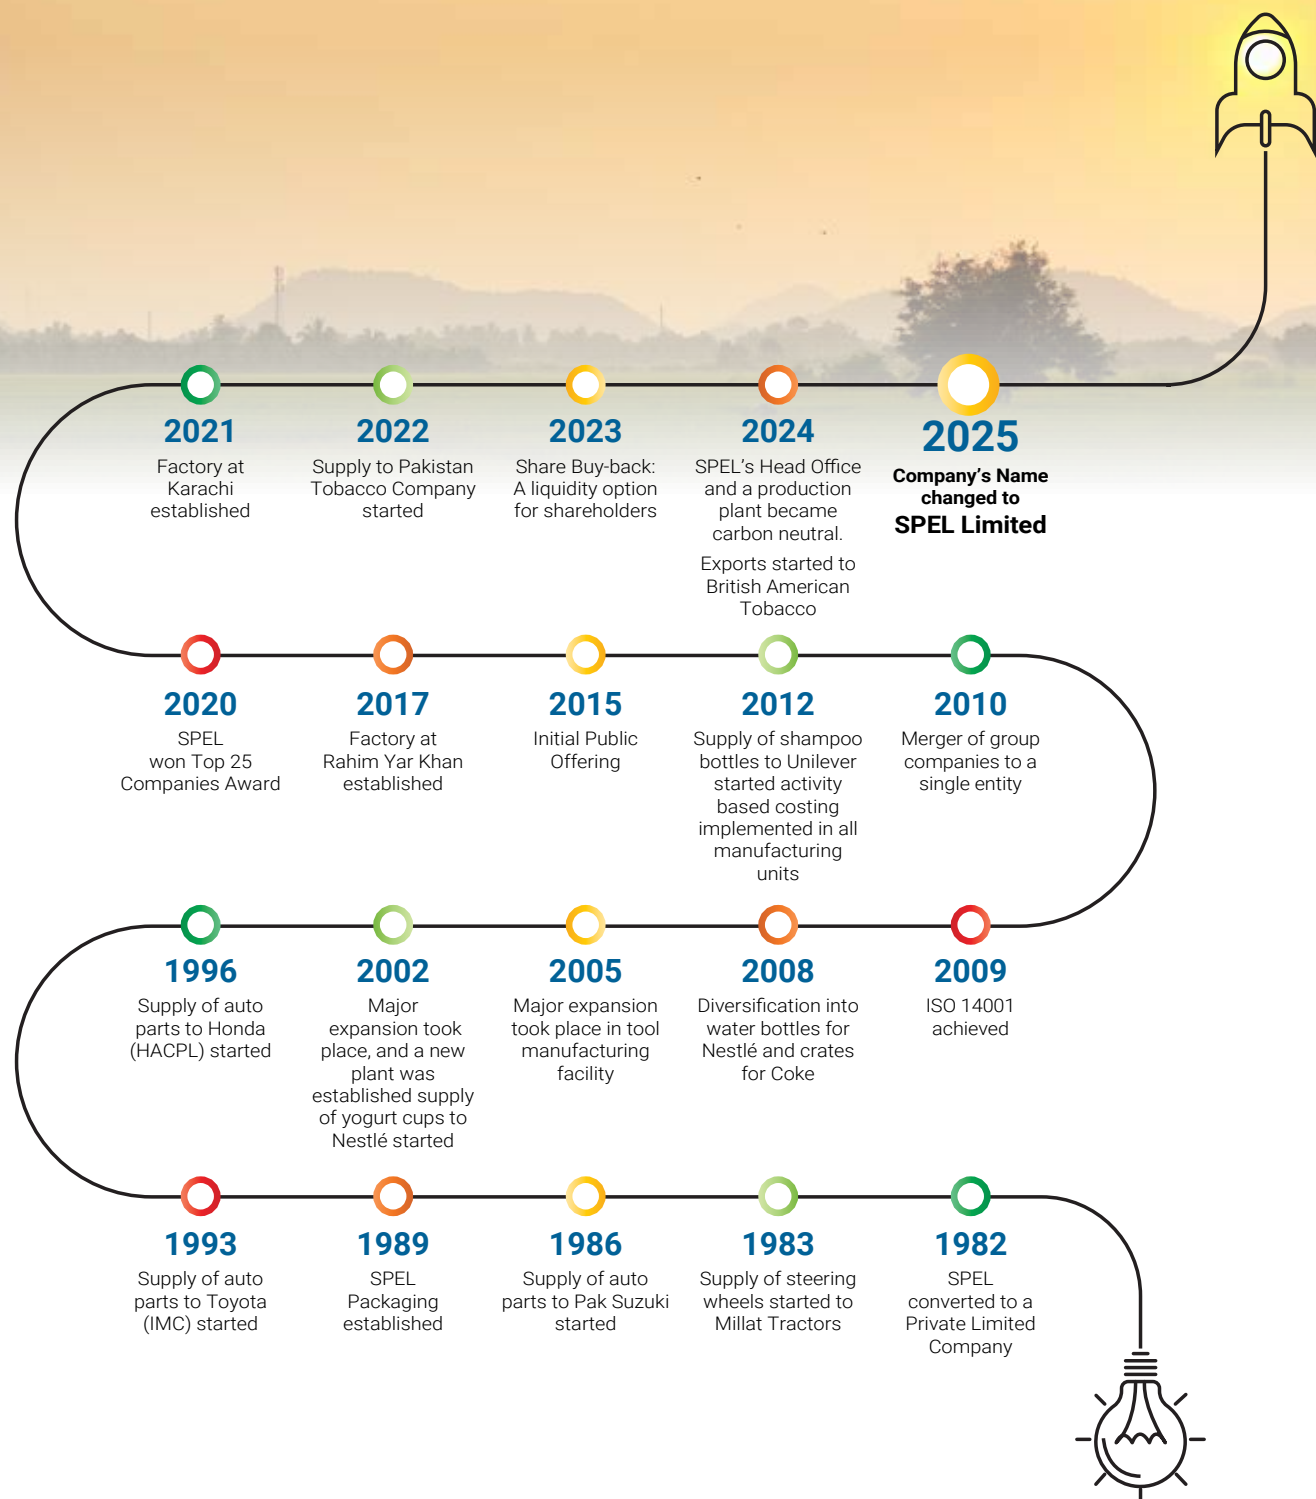 2021
Factory at
Karachi
established
2022
Supply to Pakistan
Tobacco Company
started
2023
Share Buy-back:
A liquidity option
for shareholders
2024
SPEL's Head Office
and a production
plant became
carbon neutral.
Exports started to
British American
Tobacco
2025
Company's Name
changed to
SPEL Limited
2020
SPEL
won Top 25
Companies Award
2017
Factory at
Rahim Yar Khan
established
2015
Initial Public
Offering
2012
Supply of shampoo
bottles to Unilever
started activity
based costing
implemented in all
manufacturing
units
2010
Merger of group
companies to a
single entity
1996
Supply of auto
parts to Honda
(HACPL) started
2002
Major
expansion took
place, and a new
plant was
established supply
of yogurt cups to
Nestlé started
2005
Major expansion
took place in tool
manufacturing
facility
2008
Diversification into
water bottles for
Nestlé and crates
for Coke
2009
ISO 14001
achieved
1993
Supply of auto
parts to Toyota
(IMC) started
1989
SPEL
Packaging
established
1986
Supply of auto
parts to Pak Suzuki
started
1983
Supply of steering
wheels started to
Millat Tractors
1982
SPEL
converted to a
Private Limited
Company